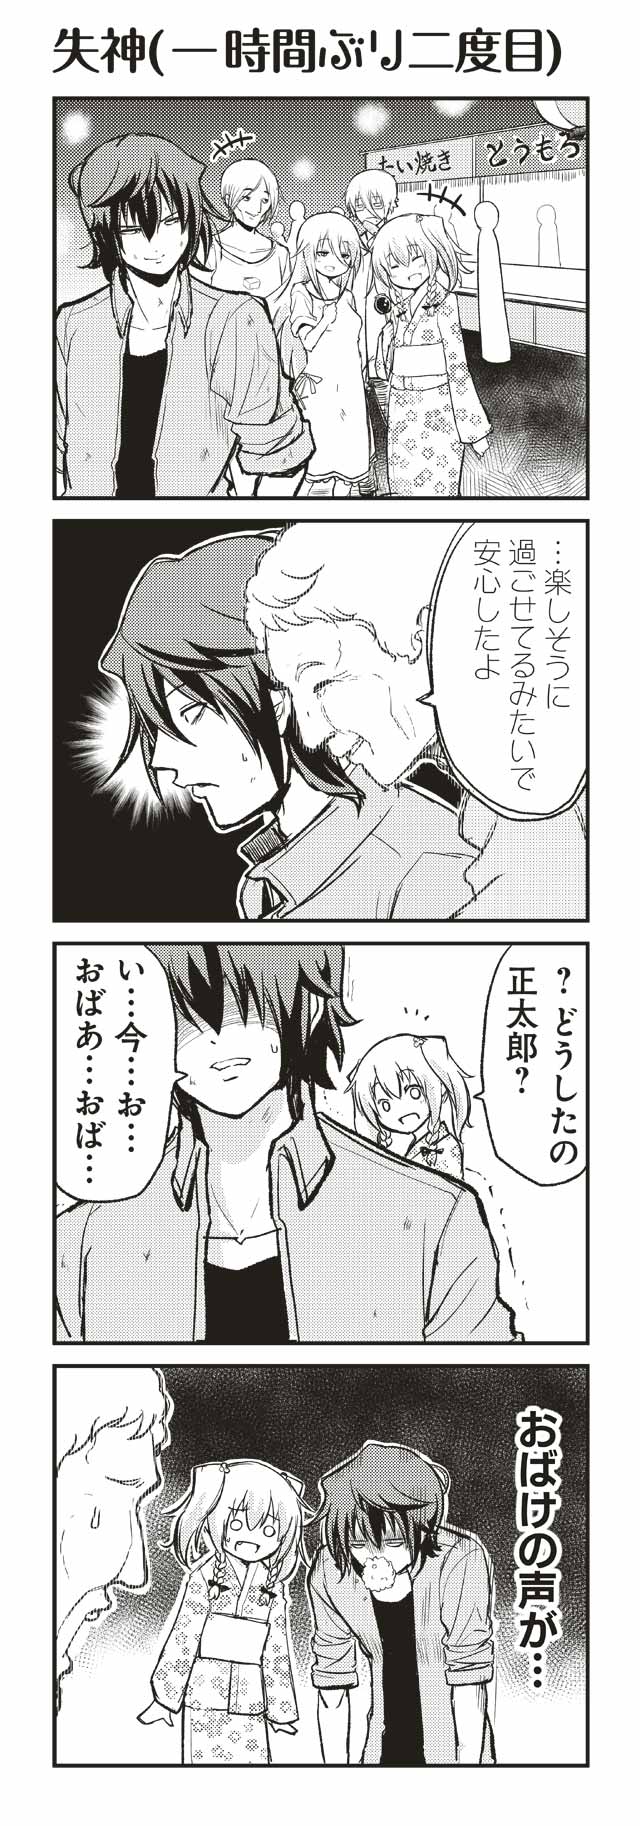 失神(一時間ぶり二度目)
とうもろ
たい焼き
…楽しそうに
過ごせてるみたいで
安心したよ
?どうしたの
正太郎?
い…今…お…
おばあ…おば…
おばけの声が…